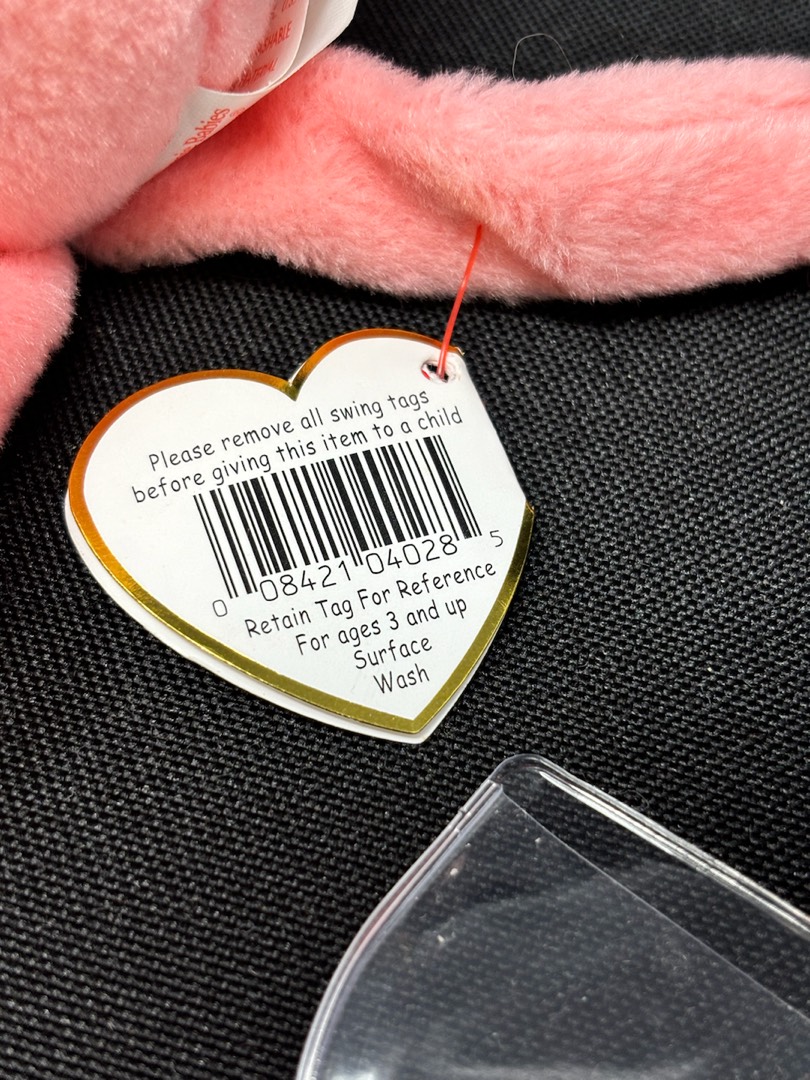 Babies
Please remove all swing tags
before giving this item to a child
0 08421 04028 5
Retain Tag For Reference
For ages 3 and up
Surface
Wash